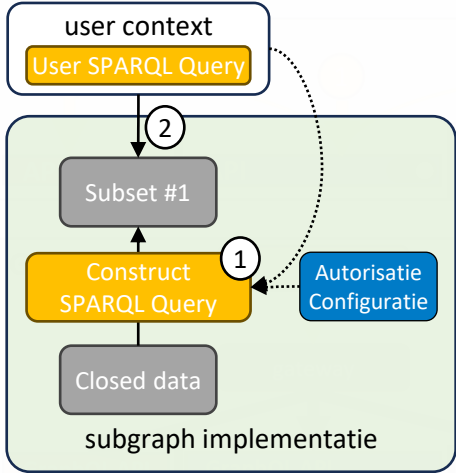 user context
User SPARQL Query
2
Subset #1
1
Construct
SPARQL Query
Autorisatie
Configuratie
Closed data
subgraph implementatie